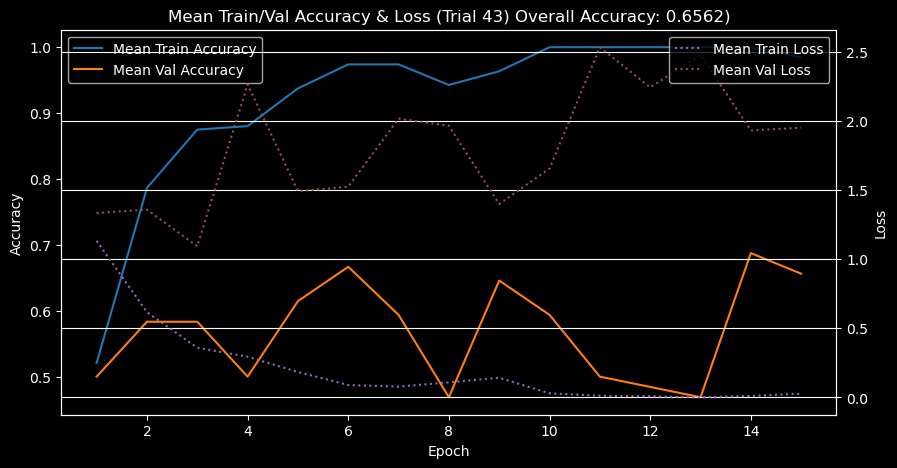 Mean Train/Val Accuracy & Loss (Trial 43) Overall Accuracy: 0.6562)
Mean Train Accuracy
Mean Val Accuracy
Mean Train Loss
Mean Val Loss
1.0
0.9
0.8
0.7
0.6
0.5
Accuracy
2.5
2.0
1.5
1.0
0.5
0.0
Loss
2 4 6 8 10 12 14
Epoch